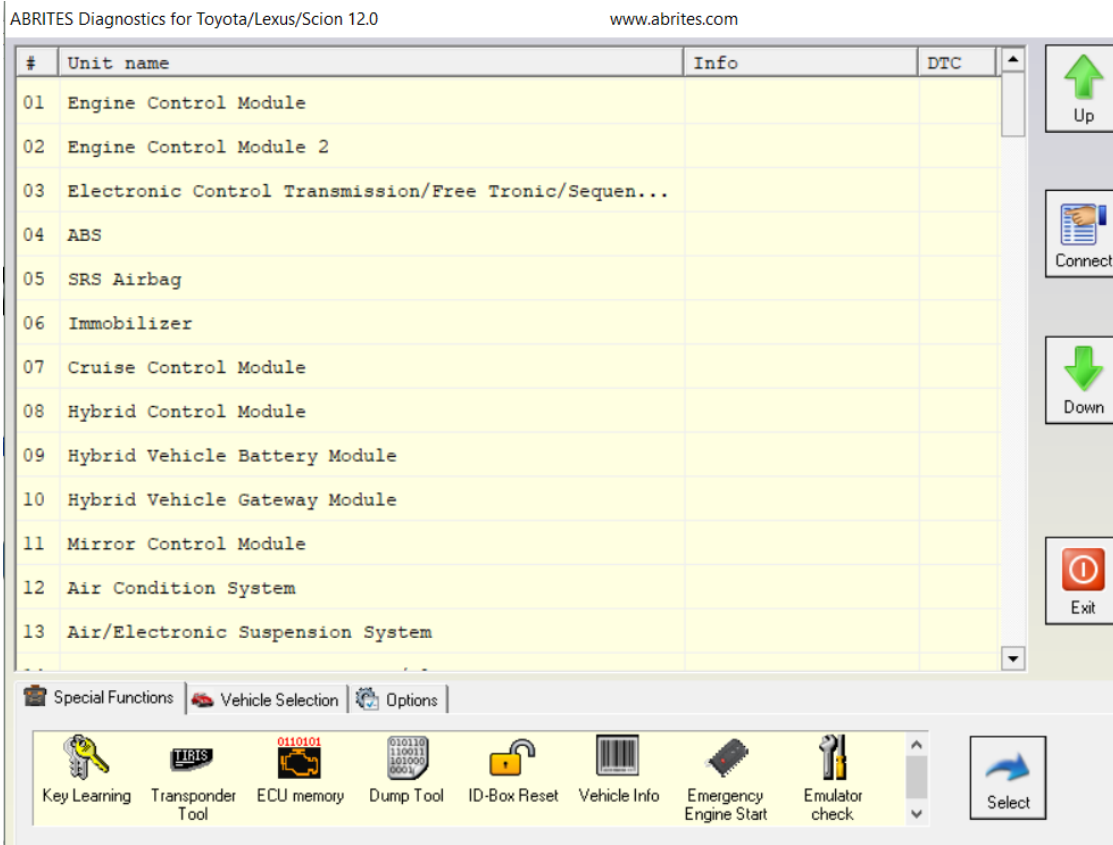 ABRITES Diagnostics for Toyota/Lexus/Scion 12.0 www.abrites.com
# Unit name Info DTC
01 Engine Control Module
02 Engine Control Module 2
03 Electronic Control Transmission/Free Tronic/Sequen...
04 ABS
05 SRS Airbag
06 Immobilizer
07 Cruise Control Module
08 Hybrid Control Module
09 Hybrid Vehicle Battery Module
10 Hybrid Vehicle Gateway Module
11 Mirror Control Module
12 Air Condition System
13 Air/Electronic Suspension System
Up
Connect
Down
Exit
Special Functions Vehicle Selection Options
TIRIS
0110101
010110
110011
101000
0001
Key Learning
Transponder
Tool
ECU memory
Dump Tool
ID-Box Reset
Vehicle Info
Emergency
Engine Start
Emulator
check
Select